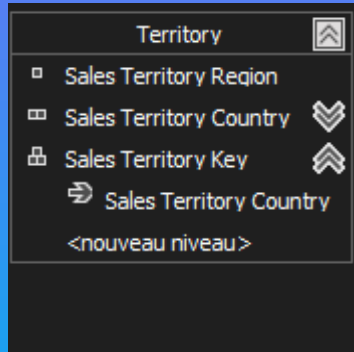 Territory
Sales Territory Region
Sales Territory Country
Sales Territory Key
Sales Territory Country
<nouveau niveau>